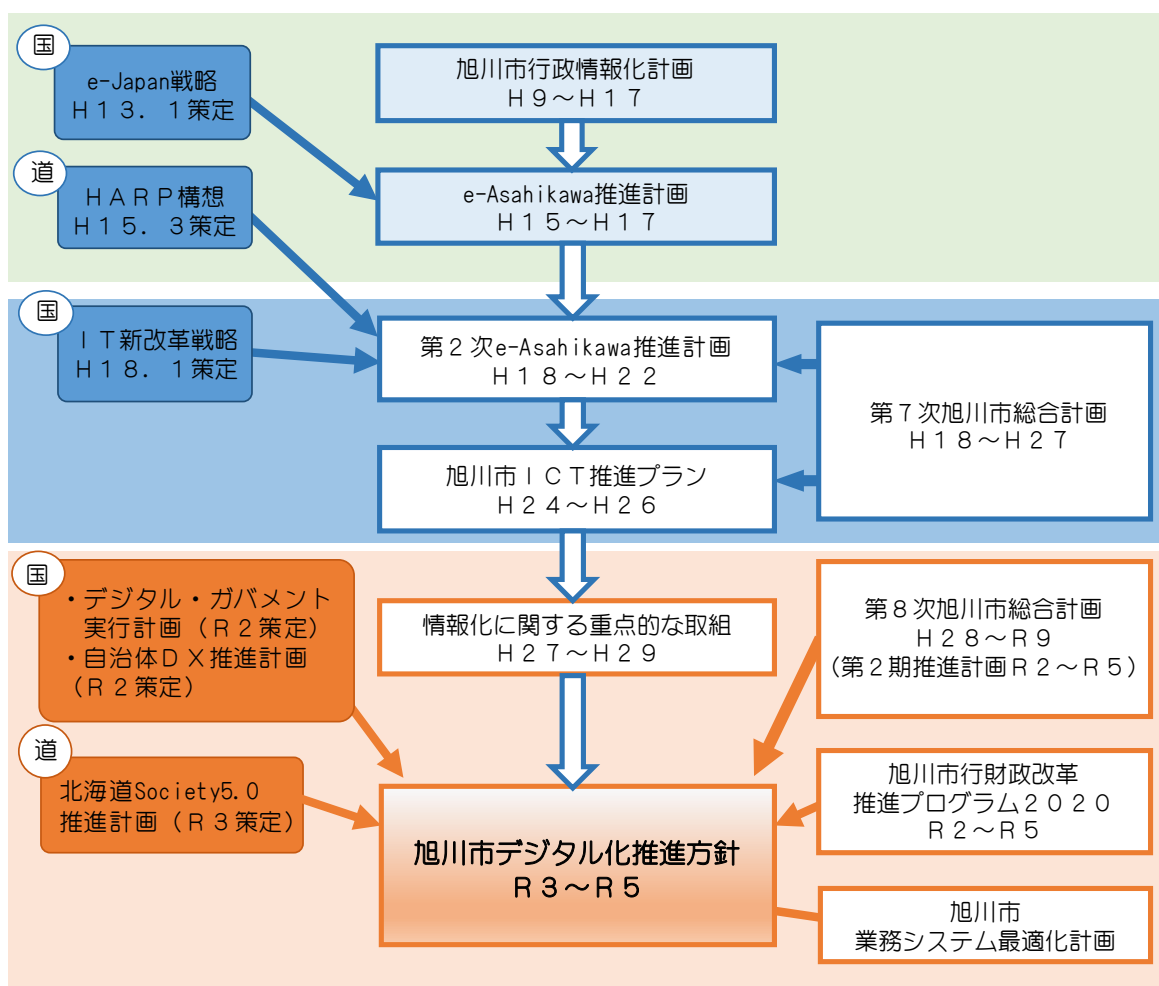 国
e-Japan戦略
Ｈ１３．１策定
旭川市行政情報化計画
Ｈ９～Ｈ１７
道
ＨＡＲＰ構想
Ｈ１５．３策定
e-Asahikawa推進計画
Ｈ１５～Ｈ１７
国
ＩＴ新改革戦略
Ｈ１８．１策定
第２次e-Asahikawa推進計画
Ｈ１８～Ｈ２２
第７次旭川市総合計画
Ｈ１８～Ｈ２７
旭川市ＩＣＴ推進プラン
Ｈ２４～Ｈ２６
国
・デジタル・ガバメント
実行計画（Ｒ２策定）
・自治体ＤＸ推進計画
（Ｒ２策定）
情報化に関する重点的な取組
Ｈ２７～Ｈ２９
第８次旭川市総合計画
Ｈ２８～Ｒ９
（第２期推進計画Ｒ２～Ｒ５）
道
北海道Society5.0
推進計画（Ｒ３策定）
旭川市デジタル化推進方針
Ｒ３～Ｒ５
旭川市行財政改革
推進プログラム２０２０
Ｒ２～Ｒ５
旭川市
業務システム最適化計画